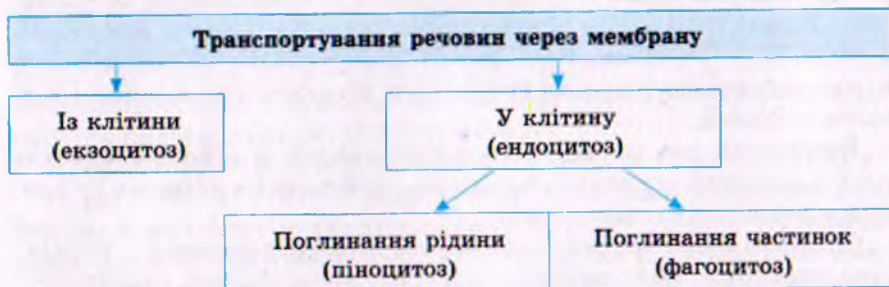 Транспортування речовин через мембрану
Із клітини
(екзоцитоз)
У клітину
(ендоцитоз)
Поглинання рідини
(піноцитоз)
Поглинання частинок
(фагоцитоз)